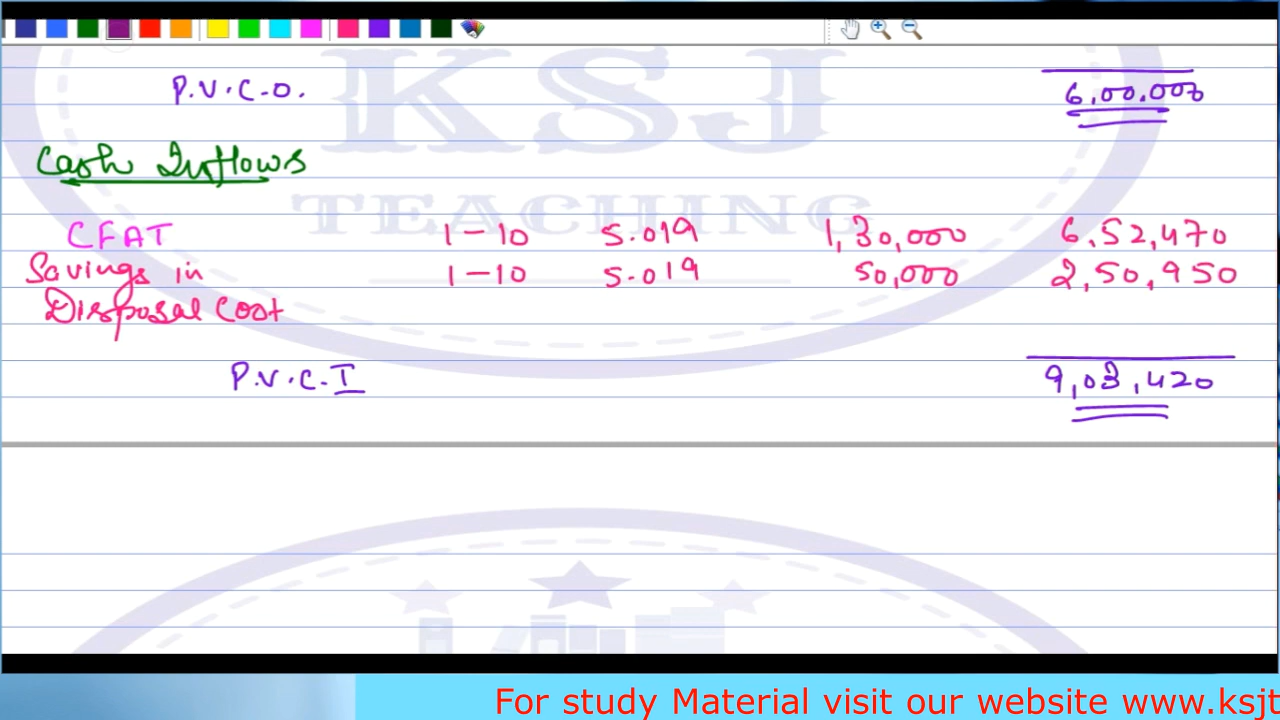 P.V.C.O. 6,00,000
KSJ
TEACHING
Cash Inflows
CFAT 1-10 5.019 1,30,000 6,52,470
Savings in 1-10 5.019 50,000 2,50,950
Disposal Cost
P.V.C.I 9,03,420
For study Material visit our website www.ksjt